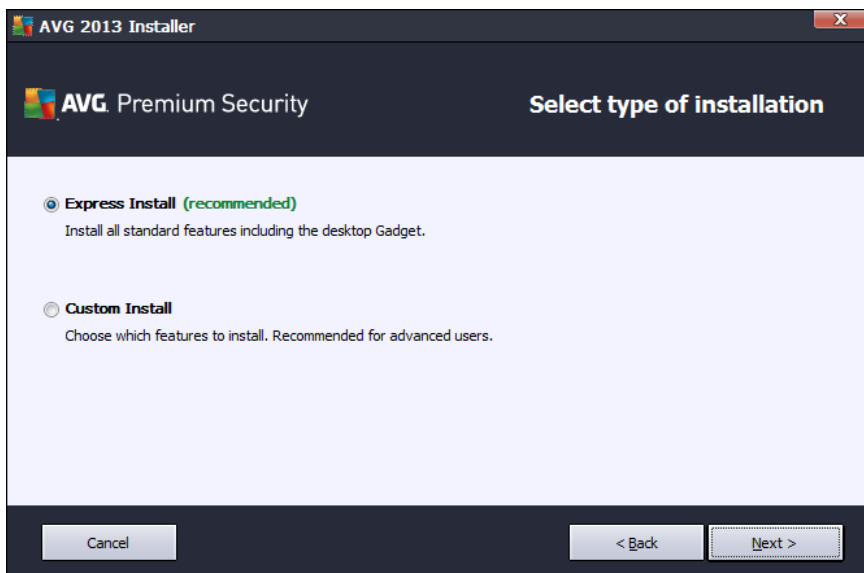 AVG 2013 Installer
AVG. Premium Security
Select type of installation
Express Install (recommended)
Install all standard features including the desktop Gadget.
Custom Install
Choose which features to install. Recommended for advanced users.
Cancel
< Back
Next >